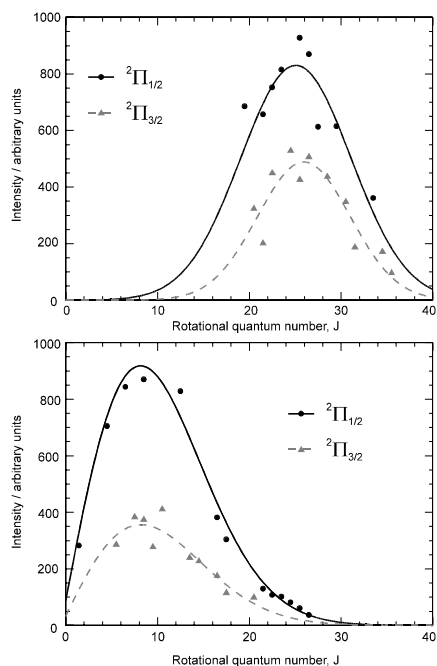 1000
800
600
400
200
0
Intensity / arbitrary units
²Π1/2
²Π3/2
0 10 20 30 40
Rotational quantum number, J
1000
800
600
400
200
0
Intensity / arbitrary units
²Π1/2
²Π3/2
0 10 20 30 40
Rotational quantum number, J